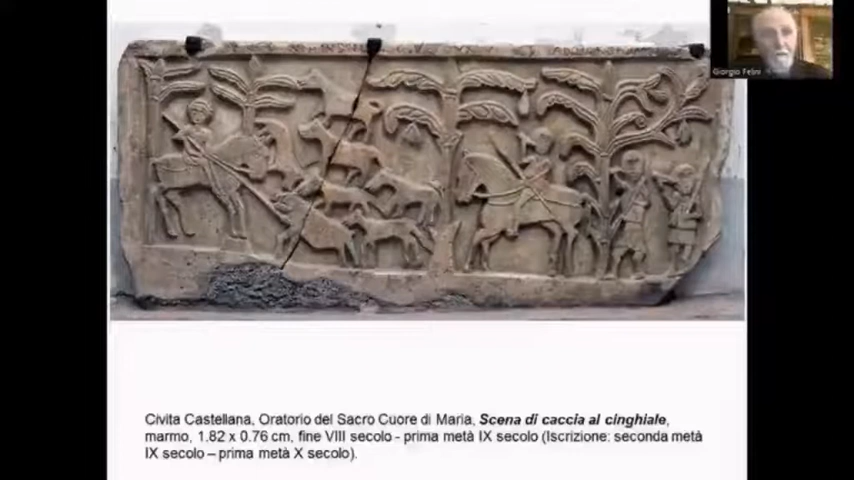 Giorgio Felini
Civita Castellana, Oratorio del Sacro Cuore di Maria, Scena di caccia al cinghiale,
marmo, 1.82 x 0.76 cm, fine VIII secolo - prima metà IX secolo (Iscrizione: seconda metà
IX secolo – prima metà X secolo).